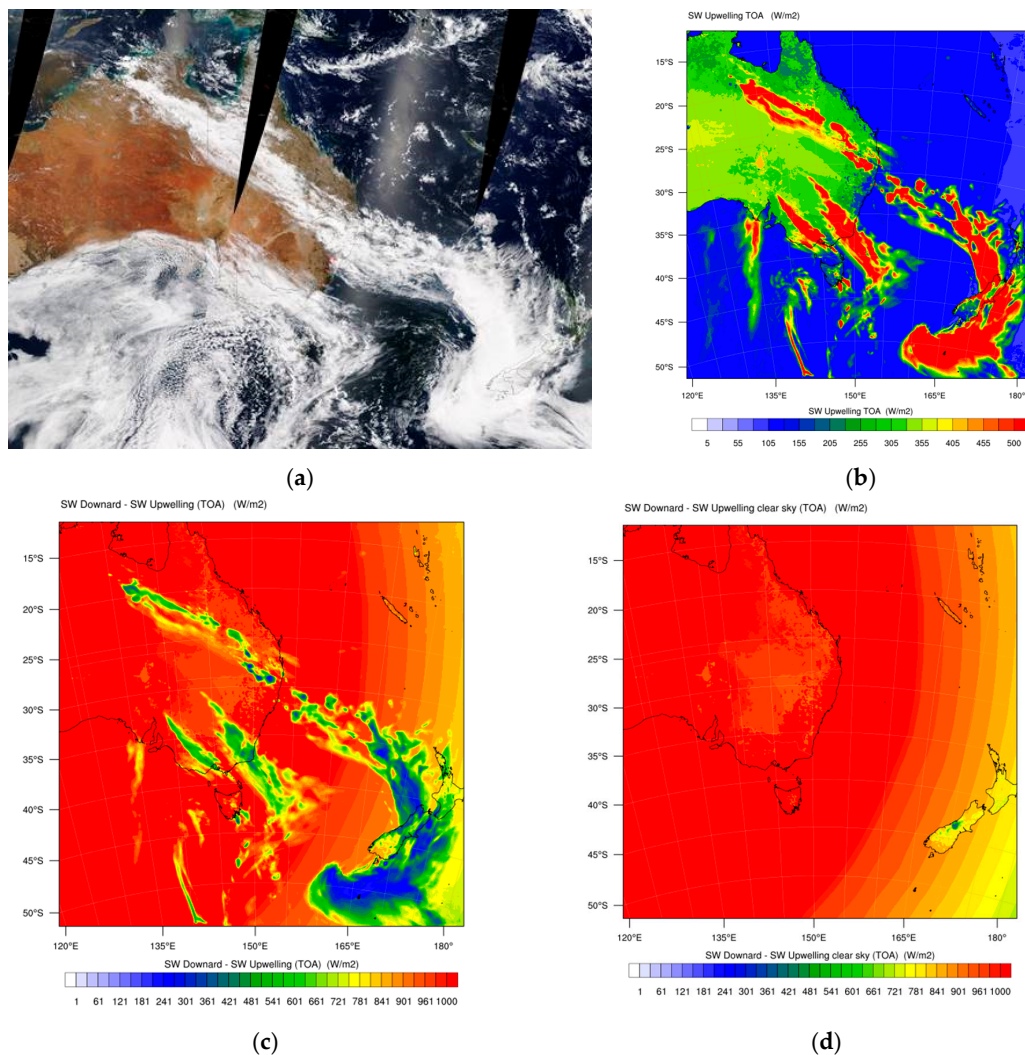 SW Upwelling TOA (W/m2)
15°S
20°S
25°S
30°S
35°S
40°S
45°S
50°S
120°E 135°E 150°E 165°E 180°
SW Upwelling TOA (W/m2)
5 55 105 155 205 255 305 355 405 455 500
(a) (b)
SW Downard - SW Upwelling (TOA) (W/m2)
15°S
20°S
25°S
30°S
35°S
40°S
45°S
50°S
120°E 135°E 150°E 165°E 180°
SW Downard - SW Upwelling (TOA) (W/m2)
1 61 121 181 241 301 361 421 481 541 601 661 721 781 841 901 961 1000
(c)
SW Downard - SW Upwelling clear sky (TOA) (W/m2)
15°S
20°S
25°S
30°S
35°S
40°S
45°S
50°S
120°E 135°E 150°E 165°E 180°
SW Downard - SW Upwelling clear sky (TOA) (W/m2)
1 61 121 181 241 301 361 421 481 541 601 661 721 781 841 901 961 1000
(d)